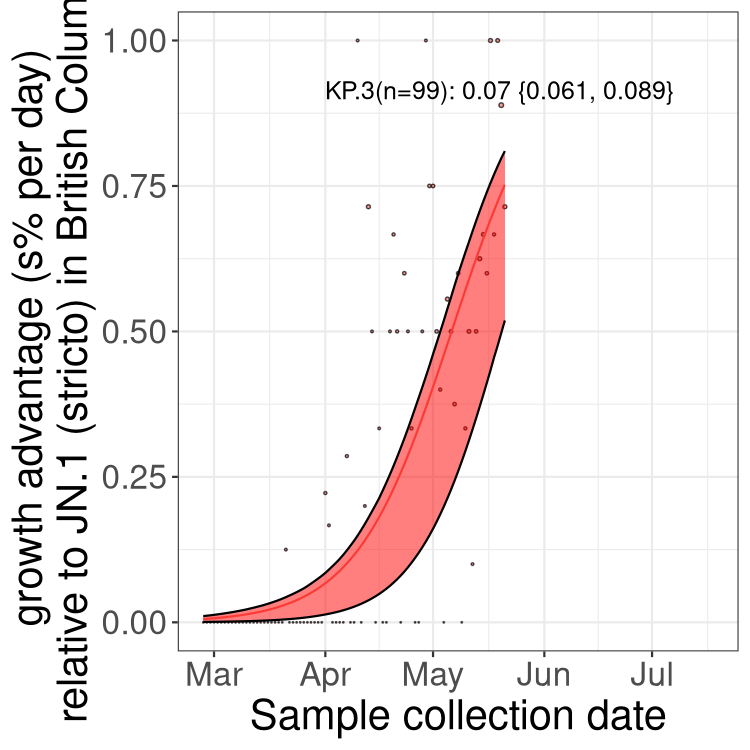 growth advantage (s% per day)
relative to JN.1 (stricto) in British Colum
1.00
0.75
0.50
0.25
0.00
KP.3(n=99): 0.07 {0.061, 0.089}
Mar Apr May Jun Jul
Sample collection date